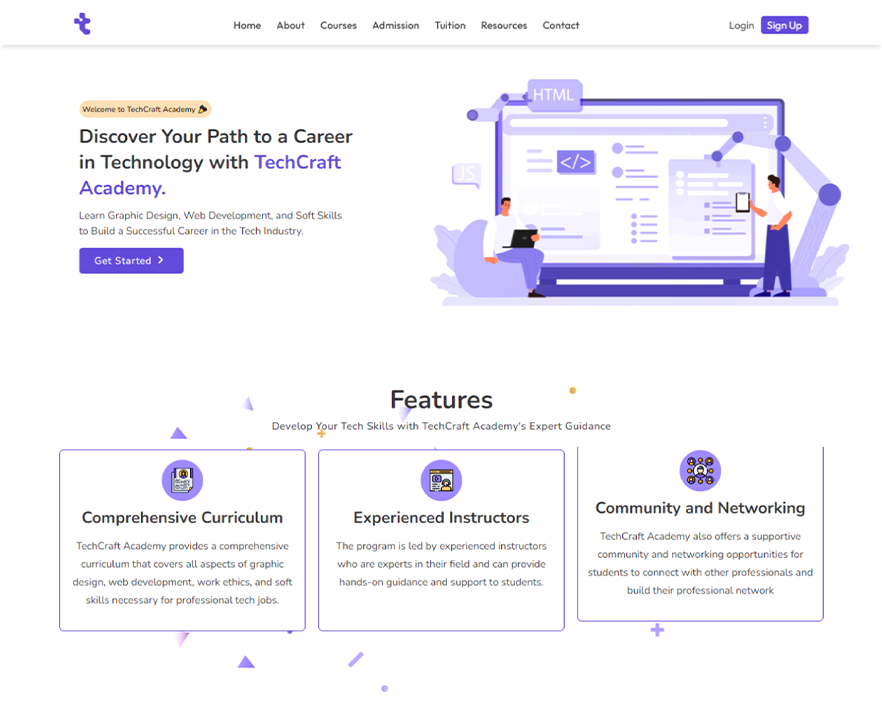 Home About Courses Admission Tuition Resources Contact Login Sign Up
Welcome to TechCraft Academy
Discover Your Path to a Career
in Technology with TechCraft
Academy.
Learn Graphic Design, Web Development, and Soft Skills
to Build a Successful Career in the Tech Industry.
Get Started
HTML
</>
JS
Features
Develop Your Tech Skills with TechCraft Academy's Expert Guidance
Comprehensive Curriculum
TechCraft Academy provides a comprehensive
curriculum that covers all aspects of graphic
design, web development, work ethics, and soft
skills necessary for professional tech jobs.
Experienced Instructors
The program is led by experienced instructors
who are experts in their field and can provide
hands-on guidance and support to students.
Community and Networking
TechCraft Academy also offers a supportive
community and networking opportunities for
students to connect with other professionals and
build their professional network